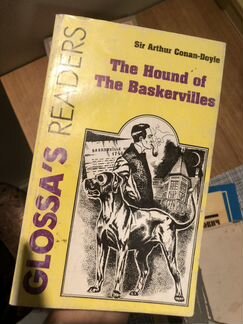 Sir Arthur Conan-Doyle
The Hound of
The Baskervilles
GLOSSA'S READERS